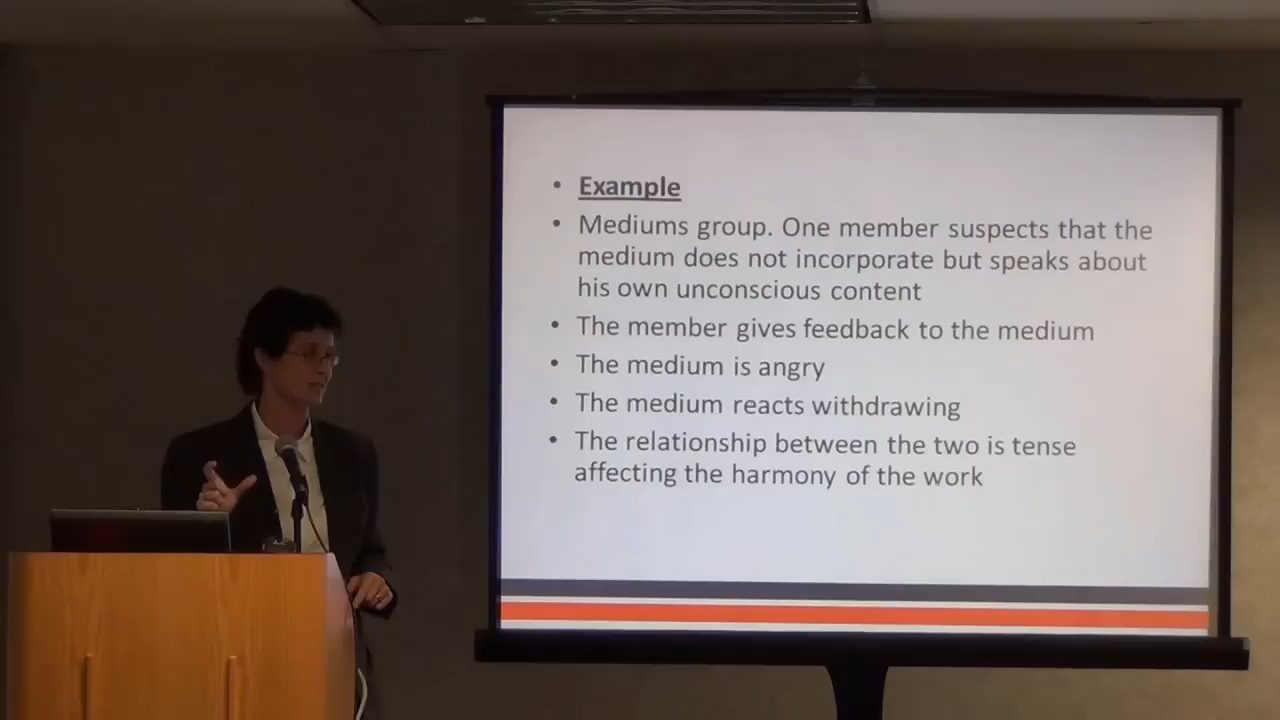 • Example
• Mediums group. One member suspects that the
medium does not incorporate but speaks about
his own unconscious content
• The member gives feedback to the medium
• The medium is angry
• The medium reacts withdrawing
• The relationship between the two is tense
affecting the harmony of the work